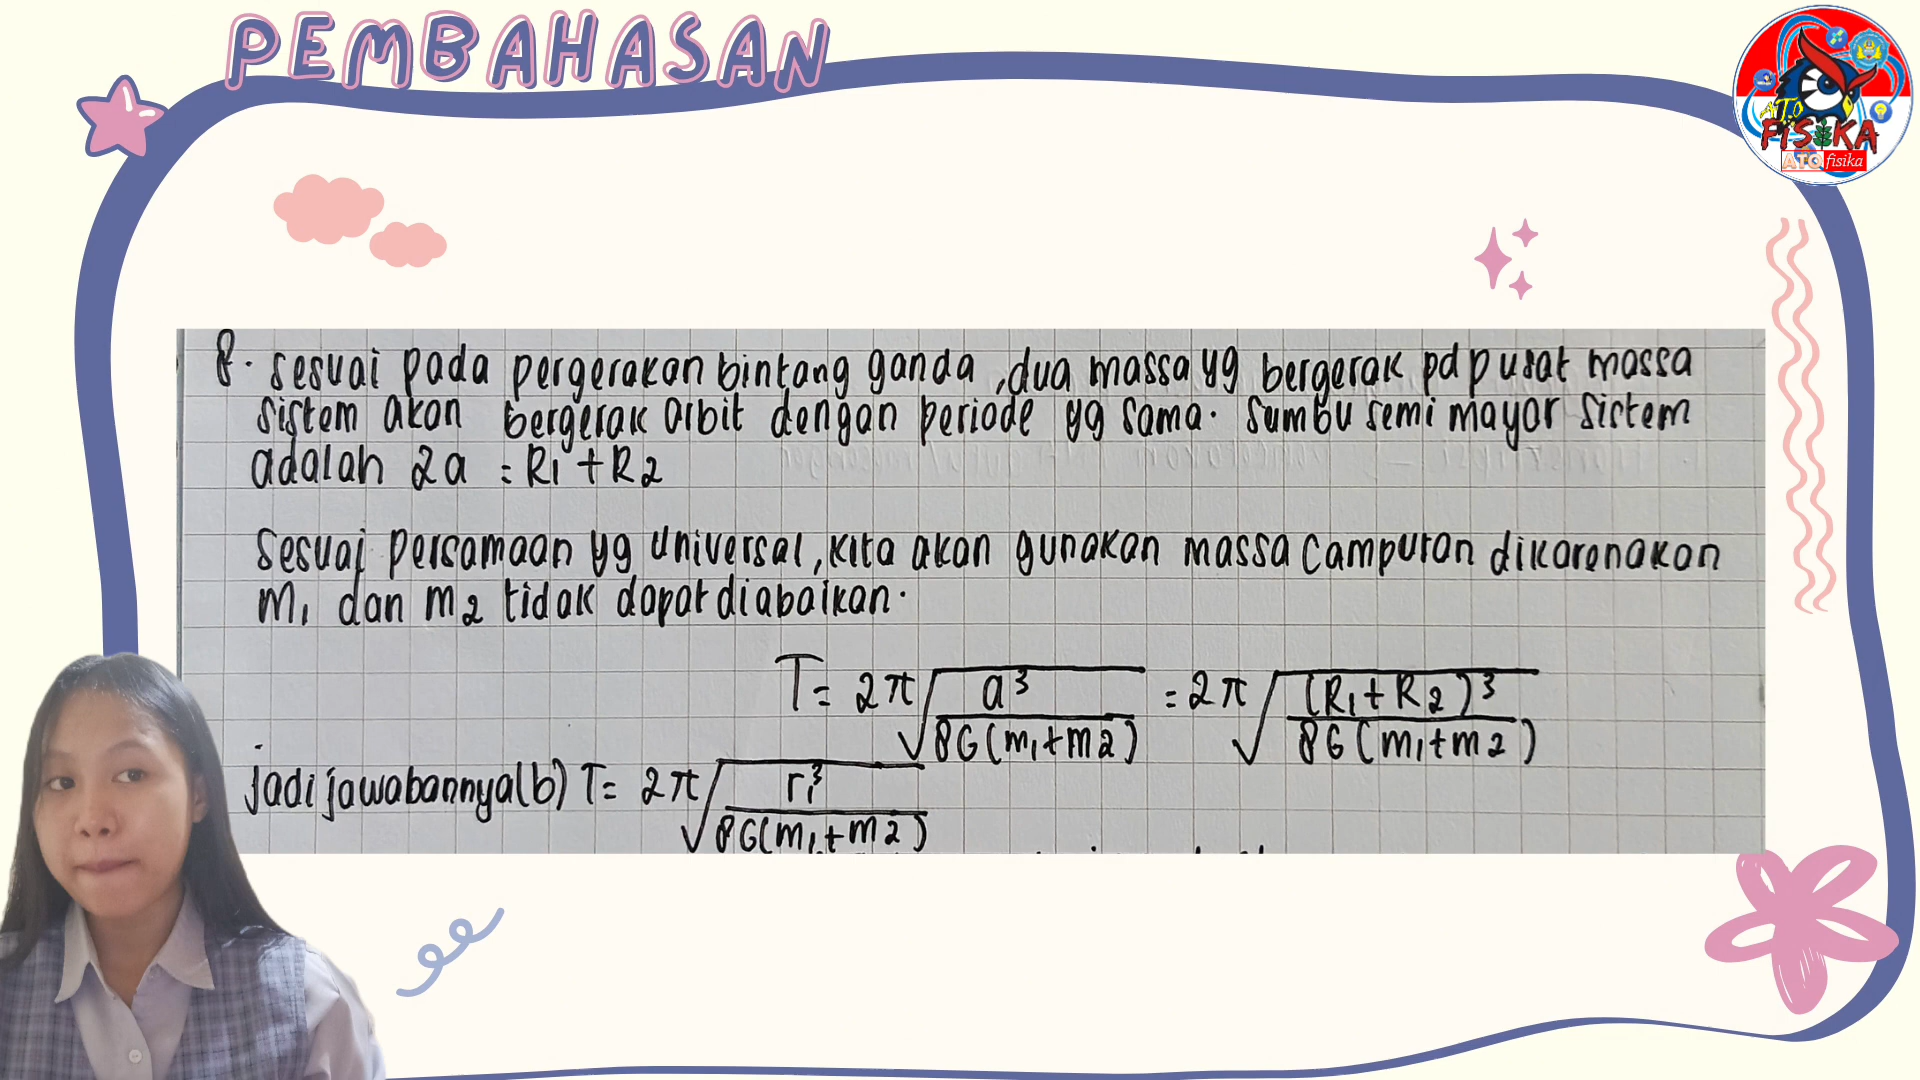 PEMBAHASAN
ATO
FISIKA
ATO fisika
8. Sesuai pada pergerakan bintang ganda, dua massa yg bergerak pd pusat massa
sistem akan bergerak orbit dengan periode yg sama. Sumbu semi mayor sistem
adalah 2a = R₁ + R₂
Sesuai persamaan yg universal, kita akan gunakan massa campuran dikarenakan
m₁ dan m₂ tidak dapat diabaikan.
T = 2π√(a³/8G(m₁+m₂)) = 2π√((R₁+R₂)³/8G(m₁+m₂))
jadi jawabannya (b) T = 2π√(r₁³/8G(m₁+m₂))